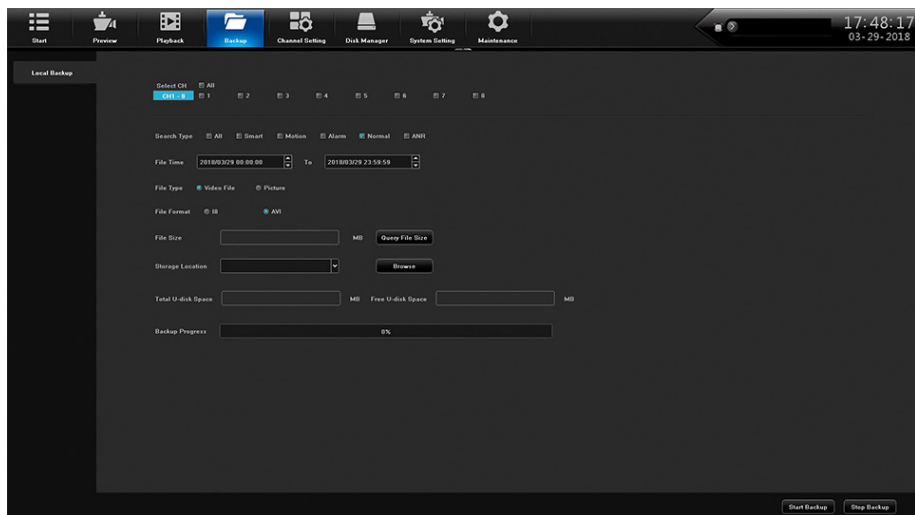 Start Preview Playback Backup Channel Setting Disk Manager System Setting Maintenance
17:48:17
03-29-2018
Local Backup
Select CH All
CH1 - 8 1 2 3 4 5 6 7 8
Search Type All Smart Motion Alarm Normal ANR
File Time 2018/03/29 00:00:00 To 2018/03/29 23:59:59
File Type Video File Picture
File Format AVI
File Size MB Query File Size
Storage Location Browse
Total U-disk Space MB Free U-disk Space MB
Backup Progress 0%
Start Backup Stop Backup